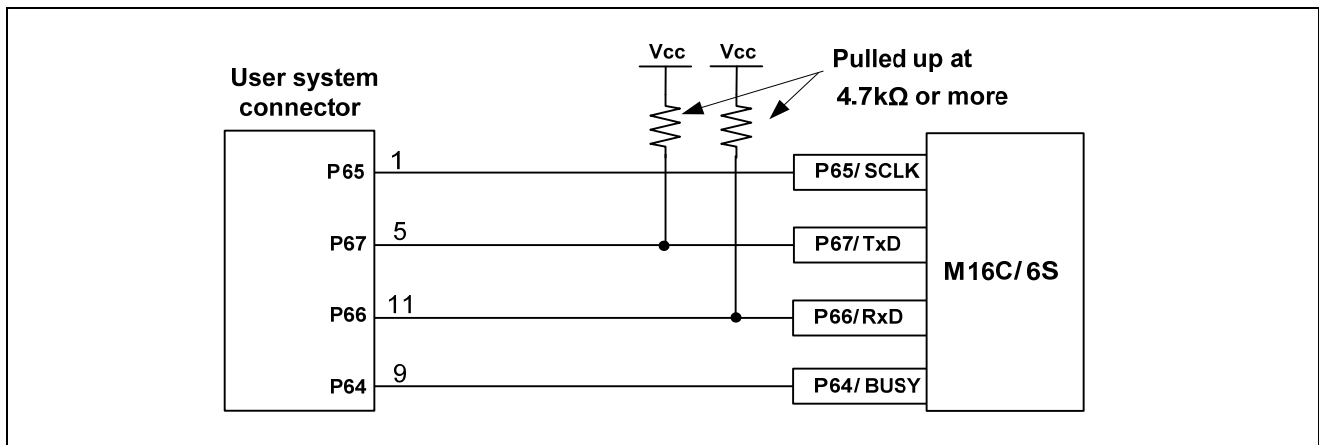 Vcc Vcc
Pulled up at
4.7kΩ or more
User system
connector
P65 1 P65/ SCLK
P67 5 P67/ TxD
M16C/ 6S
P66 11 P66/ RxD
P64 9 P64/ BUSY